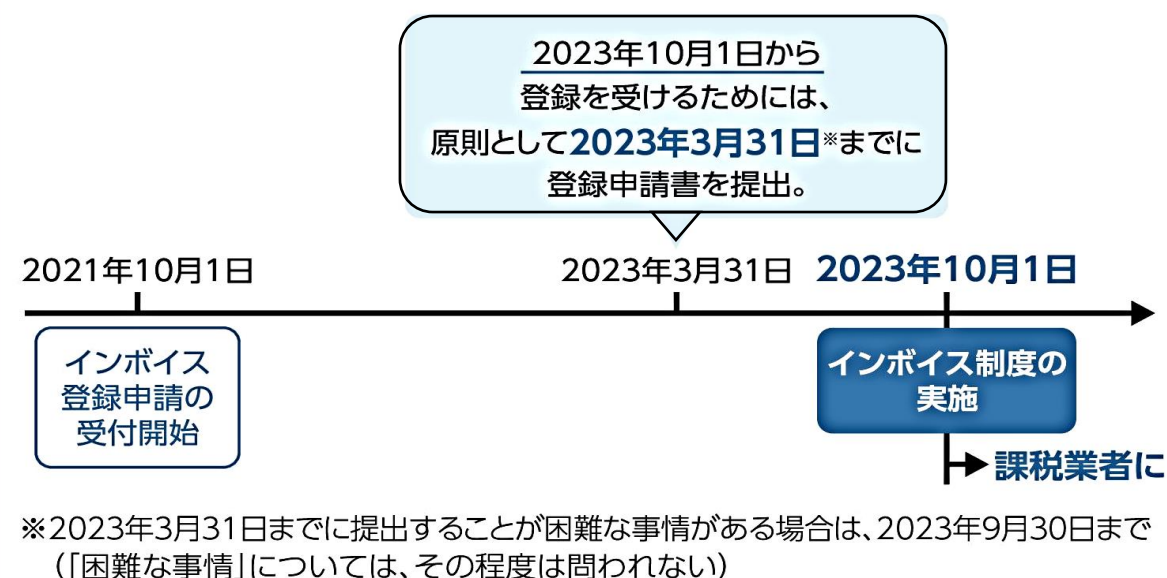 2023年10月1日から
登録を受けるためには、
原則として2023年3月31日※までに
登録申請書を提出。
2021年10月1日
2023年3月31日
2023年10月1日
インボイス
登録申請の
受付開始
インボイス制度の
実施
課税業者に
※2023年3月31日までに提出することが困難な事情がある場合は、2023年9月30日まで
(「困難な事情」については、その程度は問われない)